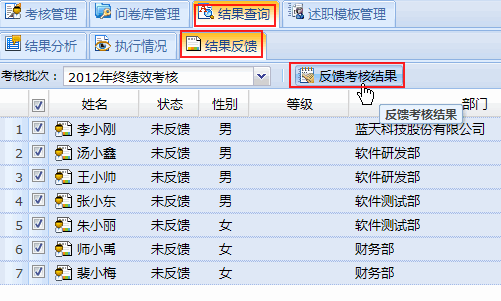 考核管理 问卷库管理 结果查询 述职模板管理
结果分析 执行情况 结果反馈
考核批次： 2012年终绩效考核 反馈考核结果
反馈考核结果
姓名 状态 性别 等级 部门
1 李小刚 未反馈 男 蓝天科技股份有限公司
2 汤小鑫 未反馈 男 软件研发部
3 王小帅 未反馈 男 软件研发部
4 张小东 未反馈 男 软件测试部
5 朱小丽 未反馈 女 软件测试部
6 师小禹 未反馈 女 财务部
7 裴小梅 未反馈 女 财务部